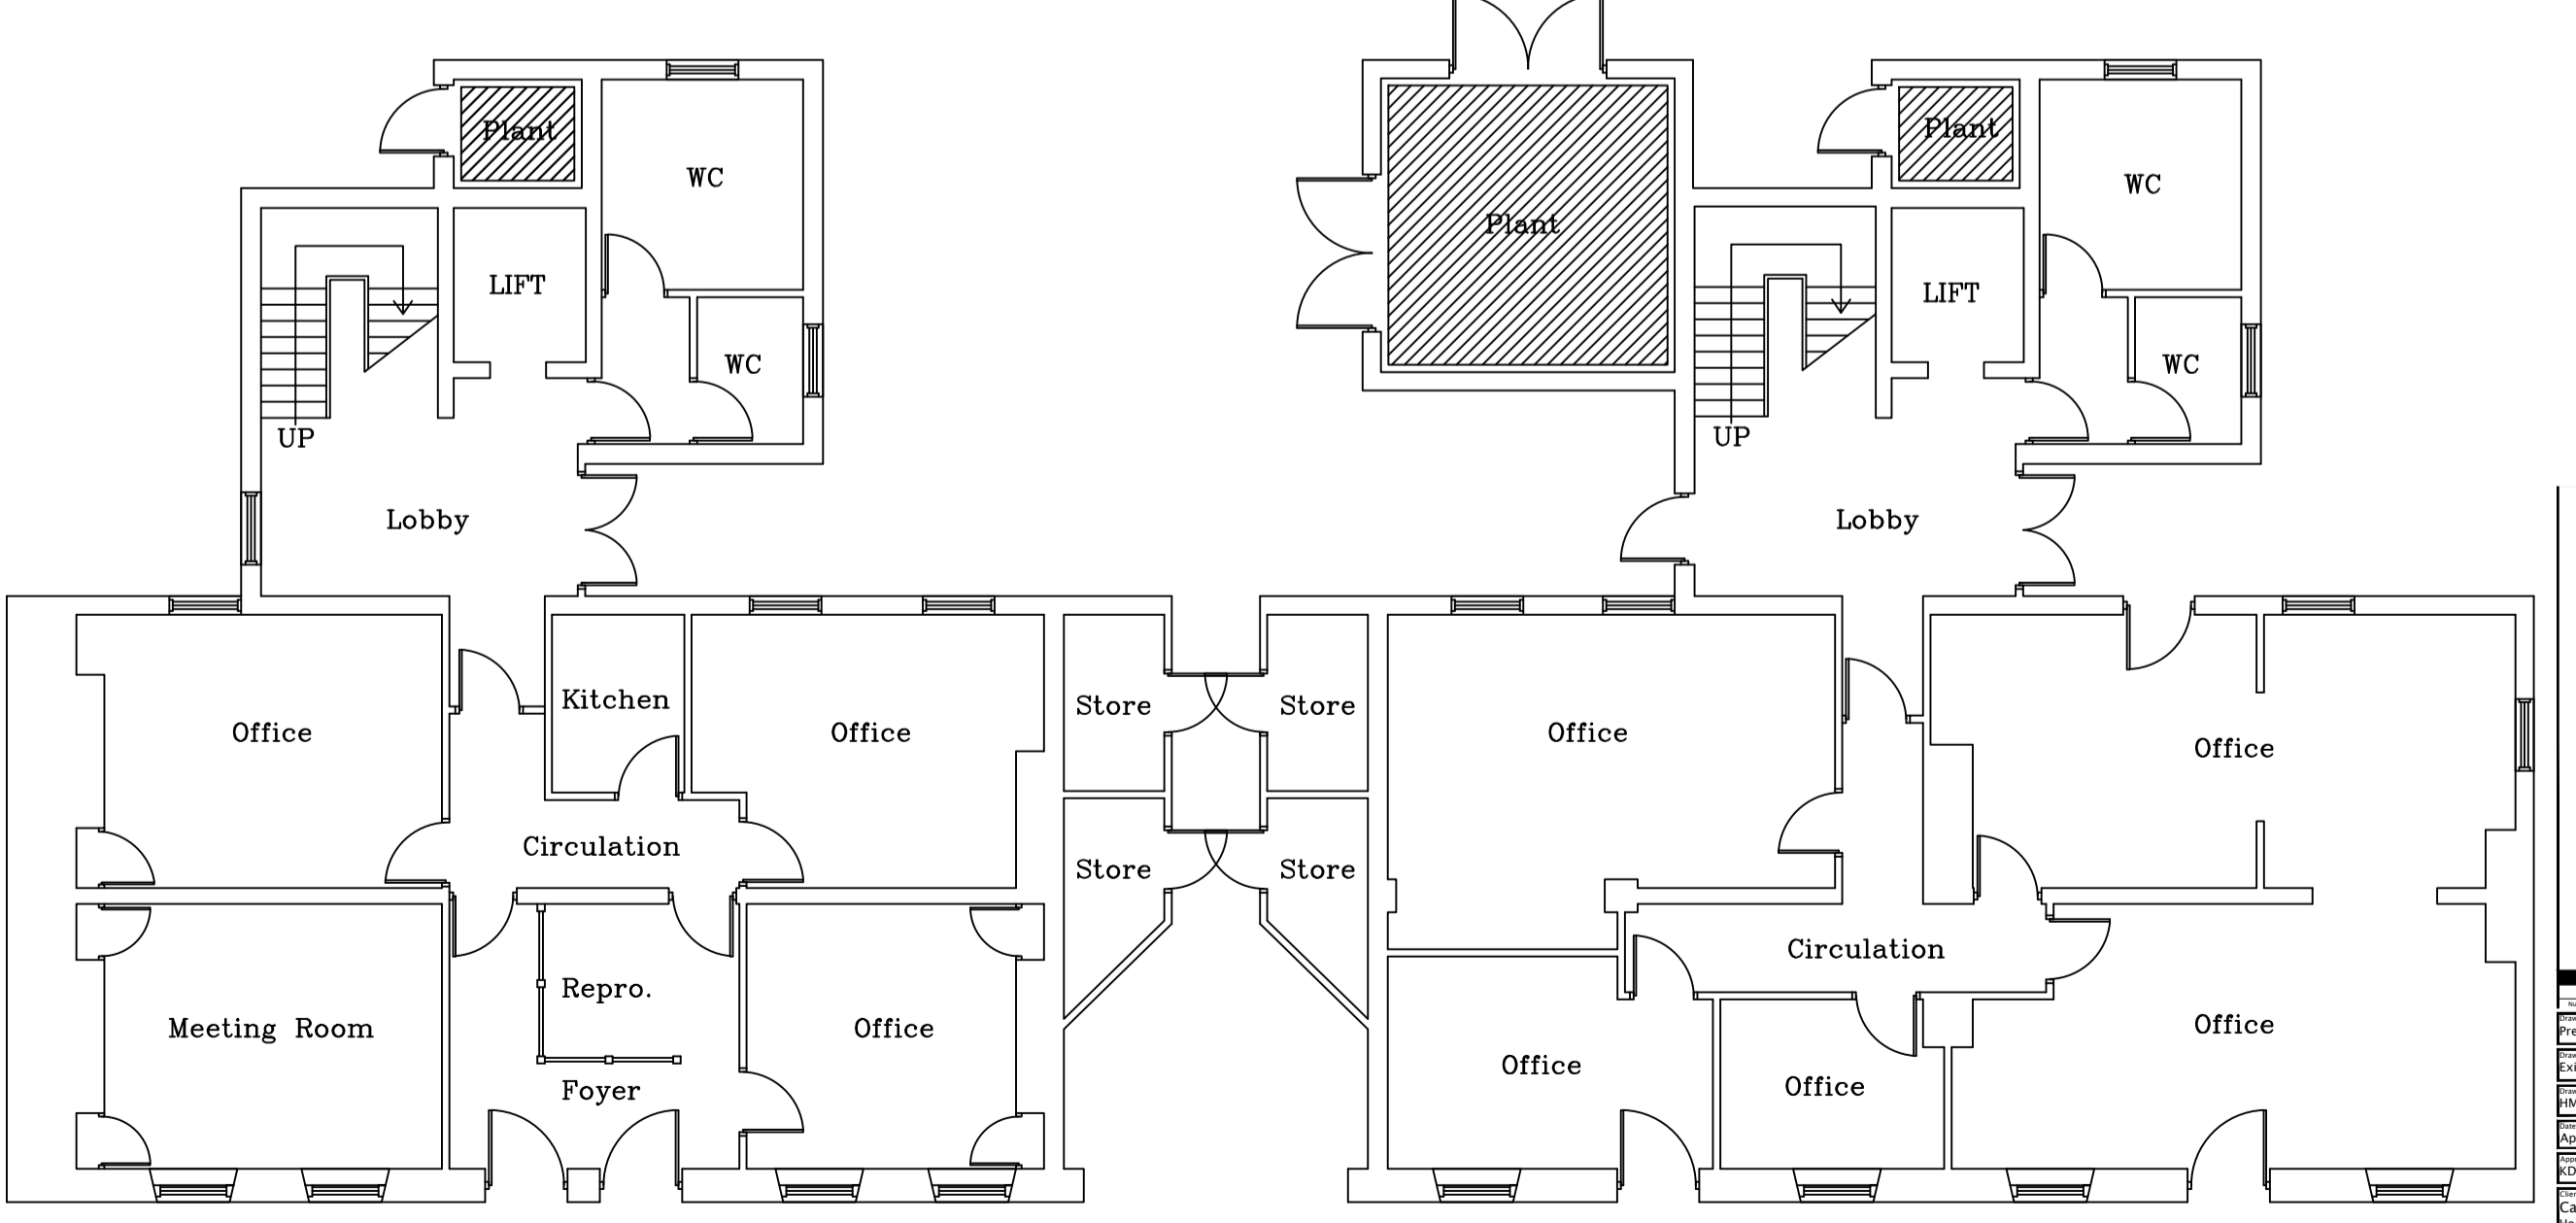 Plant
WC
LIFT
WC
UP
Lobby
Plant
Plant
WC
LIFT
WC
UP
Lobby
Office
Kitchen
Office
Store
Store
Office
Office
Circulation
Store
Store
Circulation
Meeting Room
Repro.
Foyer
Office
Office
Office
Office